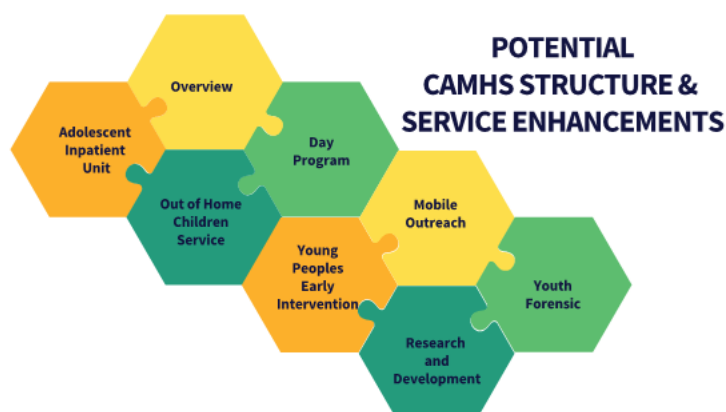 POTENTIAL
CAMHS STRUCTURE &
SERVICE ENHANCEMENTS
Overview
Adolescent
Inpatient
Unit
Day
Program
Out of Home
Children
Service
Mobile
Outreach
Young
Peoples
Early
Intervention
Youth
Forensic
Research
and
Development